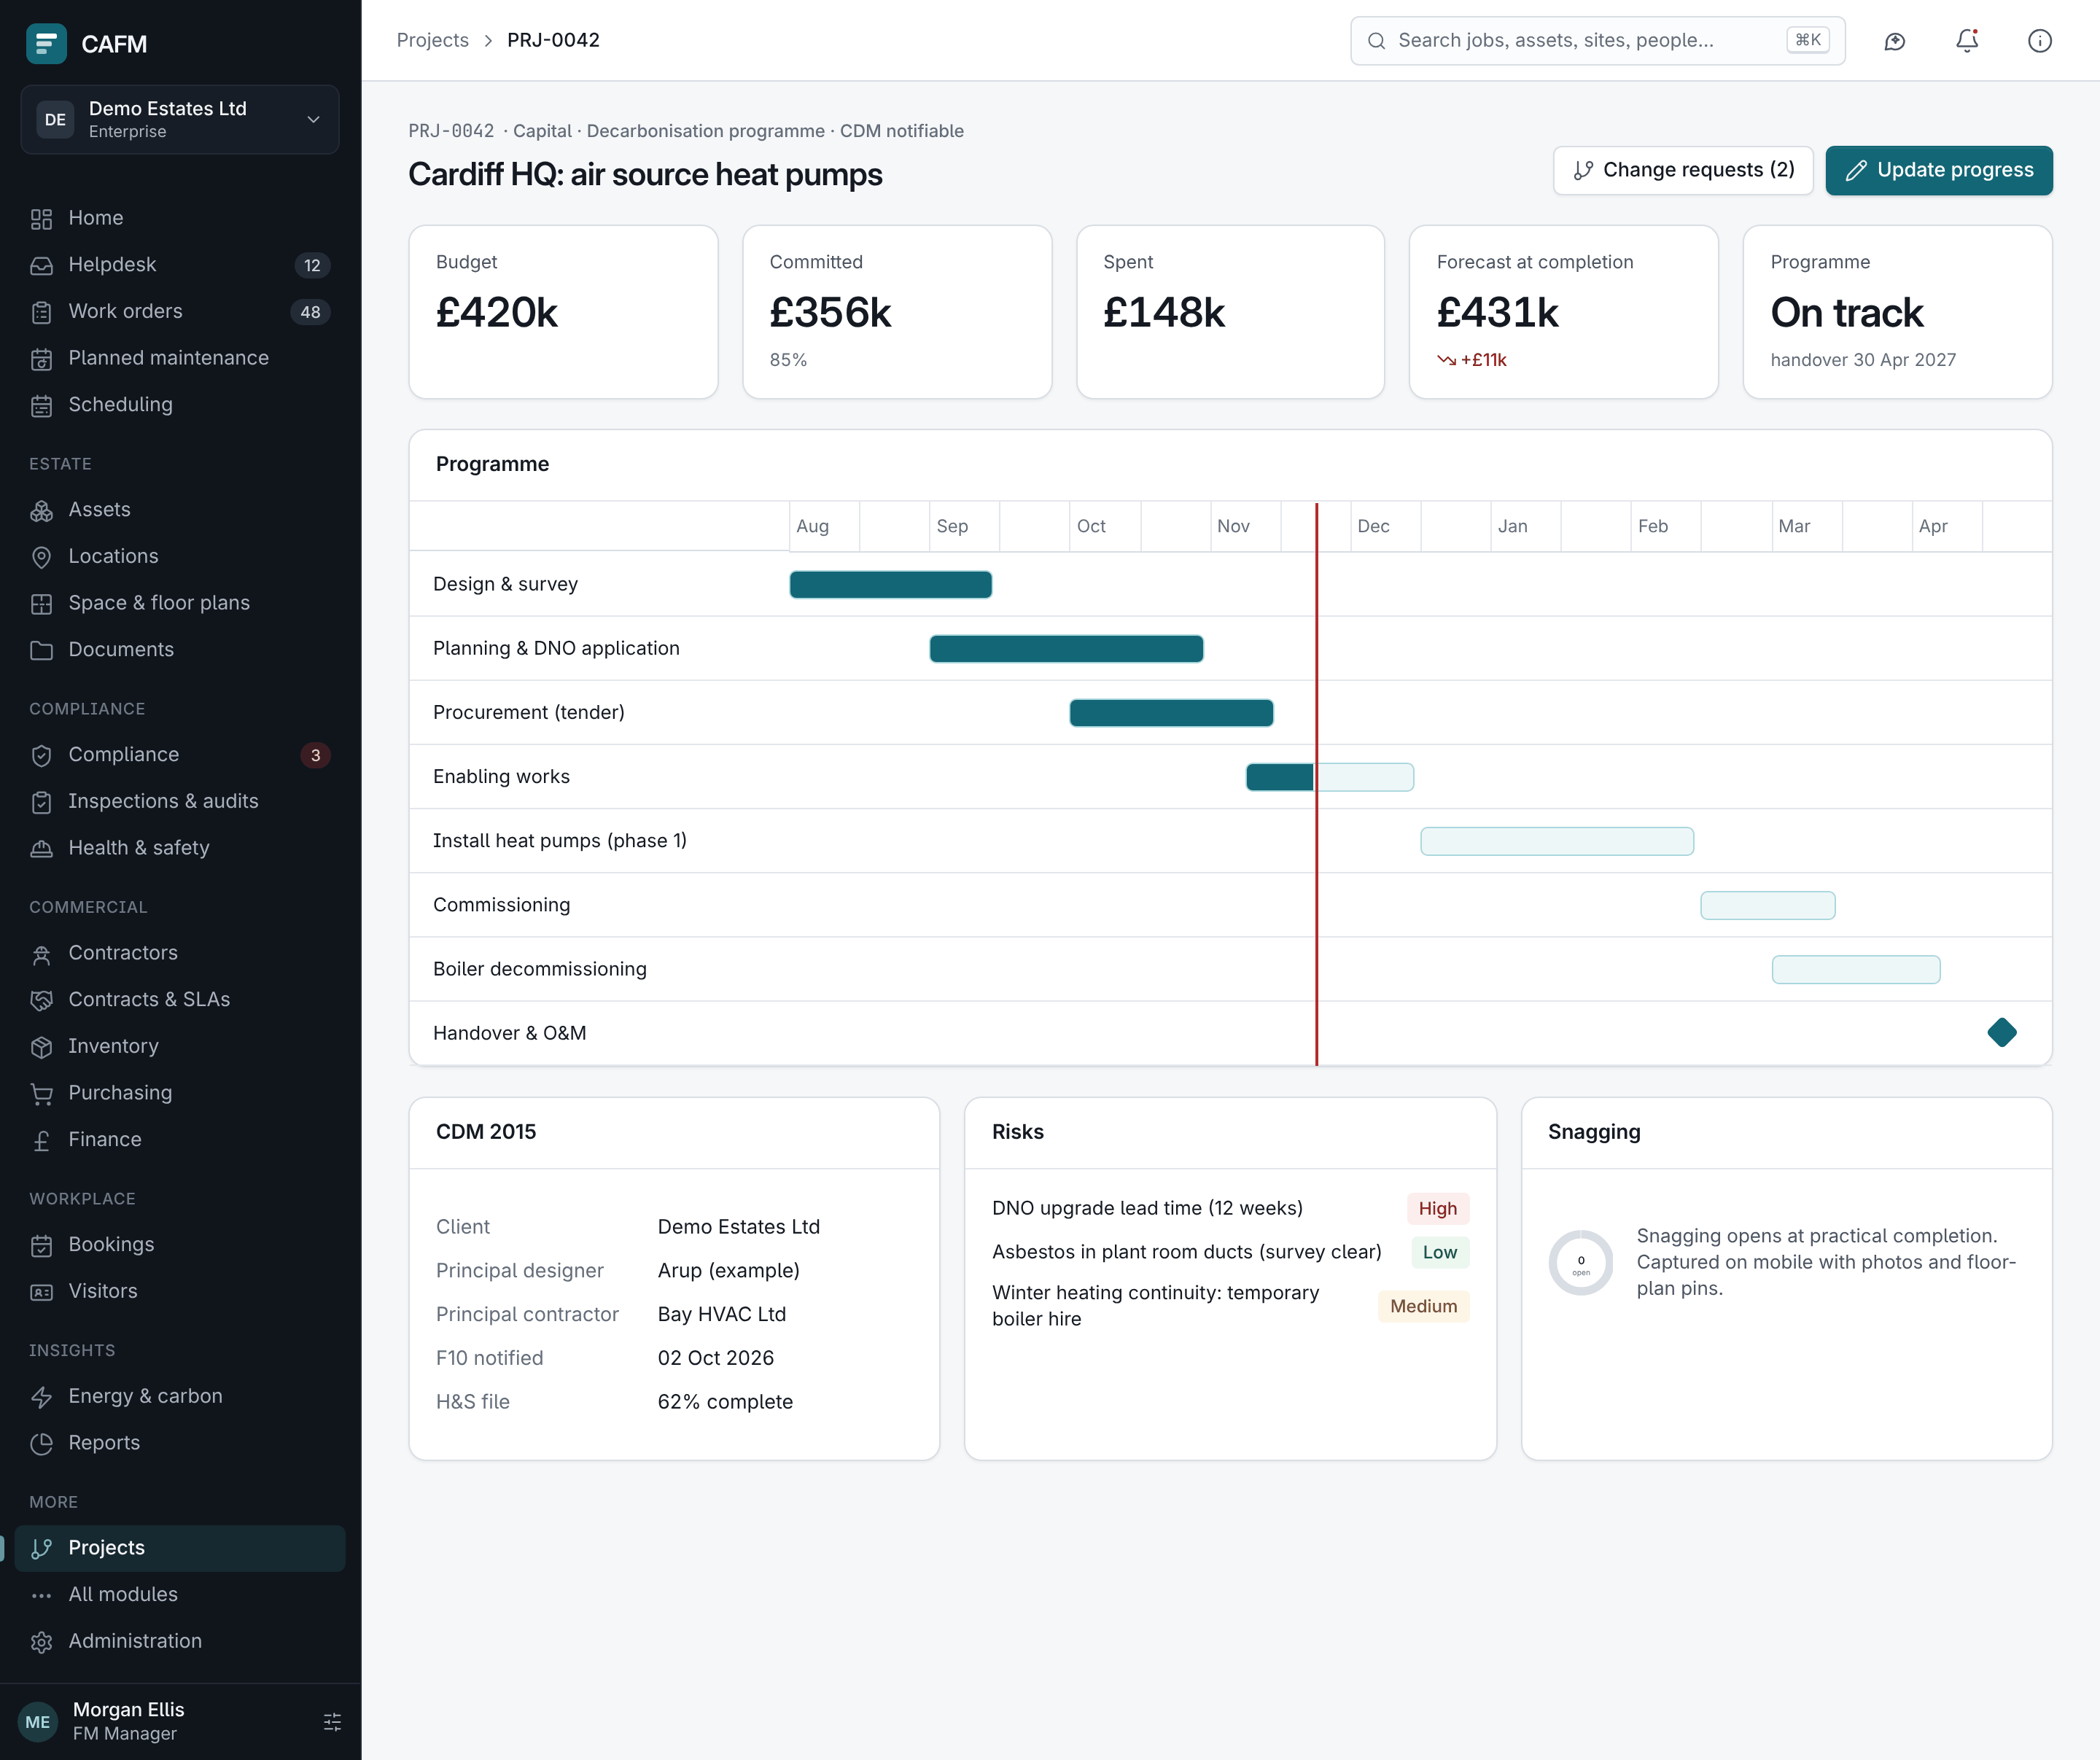 CAFM
DE
Demo Estates Ltd
Enterprise
Home
Helpdesk 12
Work orders 48
Planned maintenance
Scheduling
ESTATE
Assets
Locations
Space & floor plans
Documents
COMPLIANCE
Compliance 3
Inspections & audits
Health & safety
COMMERCIAL
Contractors
Contracts & SLAs
Inventory
Purchasing
Finance
WORKPLACE
Bookings
Visitors
INSIGHTS
Energy & carbon
Reports
MORE
Projects
All modules
Administration
ME
Morgan Ellis
FM Manager
Projects > PRJ-0042
Search jobs, assets, sites, people... ⌘K
PRJ-0042 · Capital · Decarbonisation programme · CDM notifiable
Cardiff HQ: air source heat pumps
Change requests (2)
Update progress
Budget
£420k
Committed
£356k
85%
Spent
£148k
Forecast at completion
£431k
+£11k
Programme
On track
handover 30 Apr 2027
Programme
Aug Sep Oct Nov Dec Jan Feb Mar Apr
Design & survey
Planning & DNO application
Procurement (tender)
Enabling works
Install heat pumps (phase 1)
Commissioning
Boiler decommissioning
Handover & O&M
CDM 2015
Client Demo Estates Ltd
Principal designer Arup (example)
Principal contractor Bay HVAC Ltd
F10 notified 02 Oct 2026
H&S file 62% complete
Risks
DNO upgrade lead time (12 weeks) High
Asbestos in plant room ducts (survey clear) Low
Winter heating continuity: temporary
boiler hire
Medium
Snagging
0
open
Snagging opens at practical completion.
Captured on mobile with photos and floor-
plan pins.